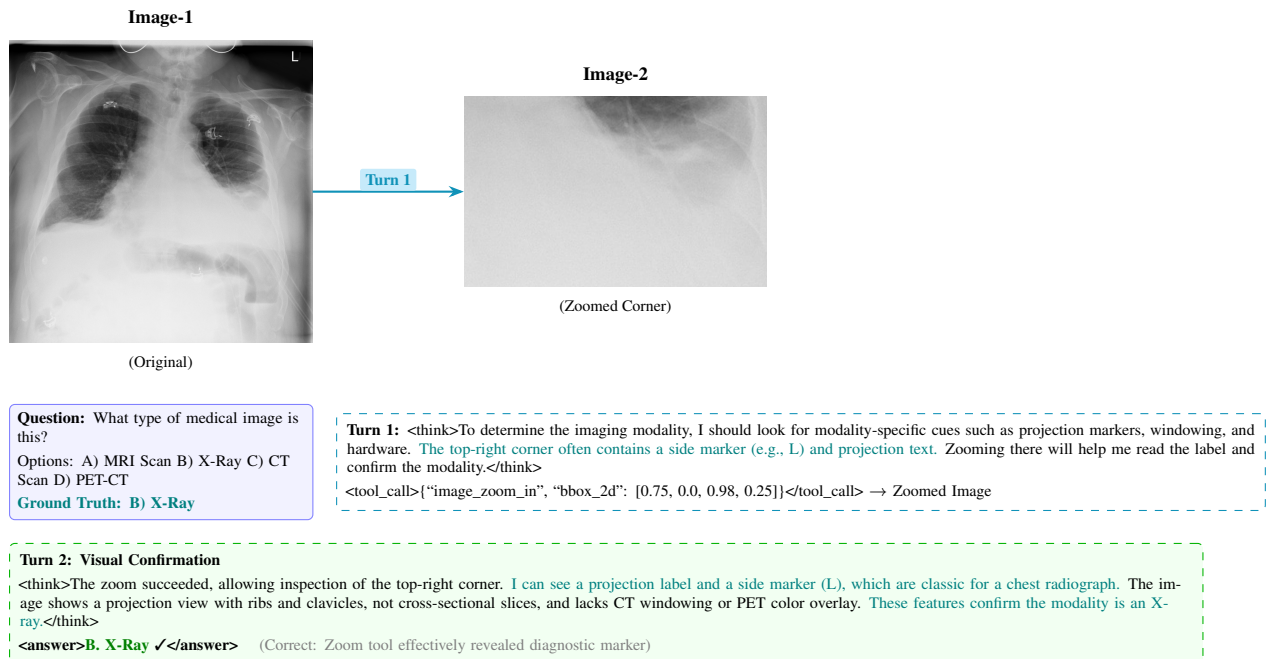 Image-1
L
(Original)
Turn 1
Image-2
(Zoomed Corner)
Question: What type of medical image is
this?
Options: A) MRI Scan B) X-Ray C) CT
Scan D) PET-CT
Ground Truth: B) X-Ray
Turn 1: <think>To determine the imaging modality, I should look for modality-specific cues such as projection markers, windowing, and
hardware. The top-right corner often contains a side marker (e.g., L) and projection text. Zooming there will help me read the label and
confirm the modality.</think>
<tool_call>{“image_zoom_in”, “bbox_2d”: [0.75, 0.0, 0.98, 0.25]}</tool_call> → Zoomed Image
Turn 2: Visual Confirmation
<think>The zoom succeeded, allowing inspection of the top-right corner. I can see a projection label and a side marker (L), which are classic for a chest radiograph. The im-
age shows a projection view with ribs and clavicles, not cross-sectional slices, and lacks CT windowing or PET color overlay. These features confirm the modality is an X-
ray.</think>
<answer>B. X-Ray ✓</answer> (Correct: Zoom tool effectively revealed diagnostic marker)